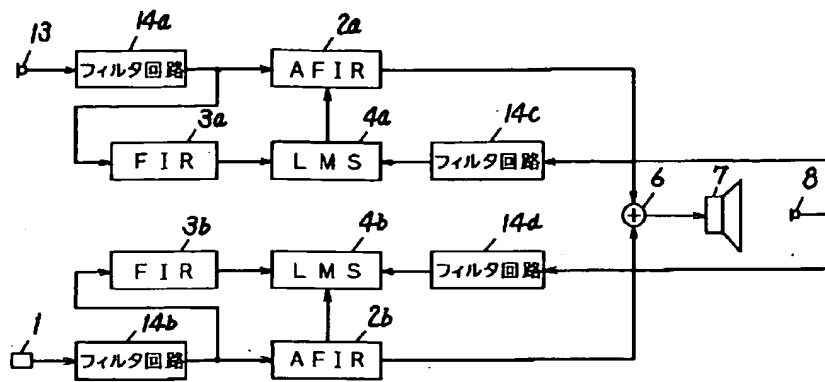 13
14a
フィルタ回路
2a
AFIR
3a
FIR
4a
LMS
14c
フィルタ回路
6
7
8
3b
FIR
4b
LMS
14d
フィルタ回路
1
14b
フィルタ回路
2b
AFIR